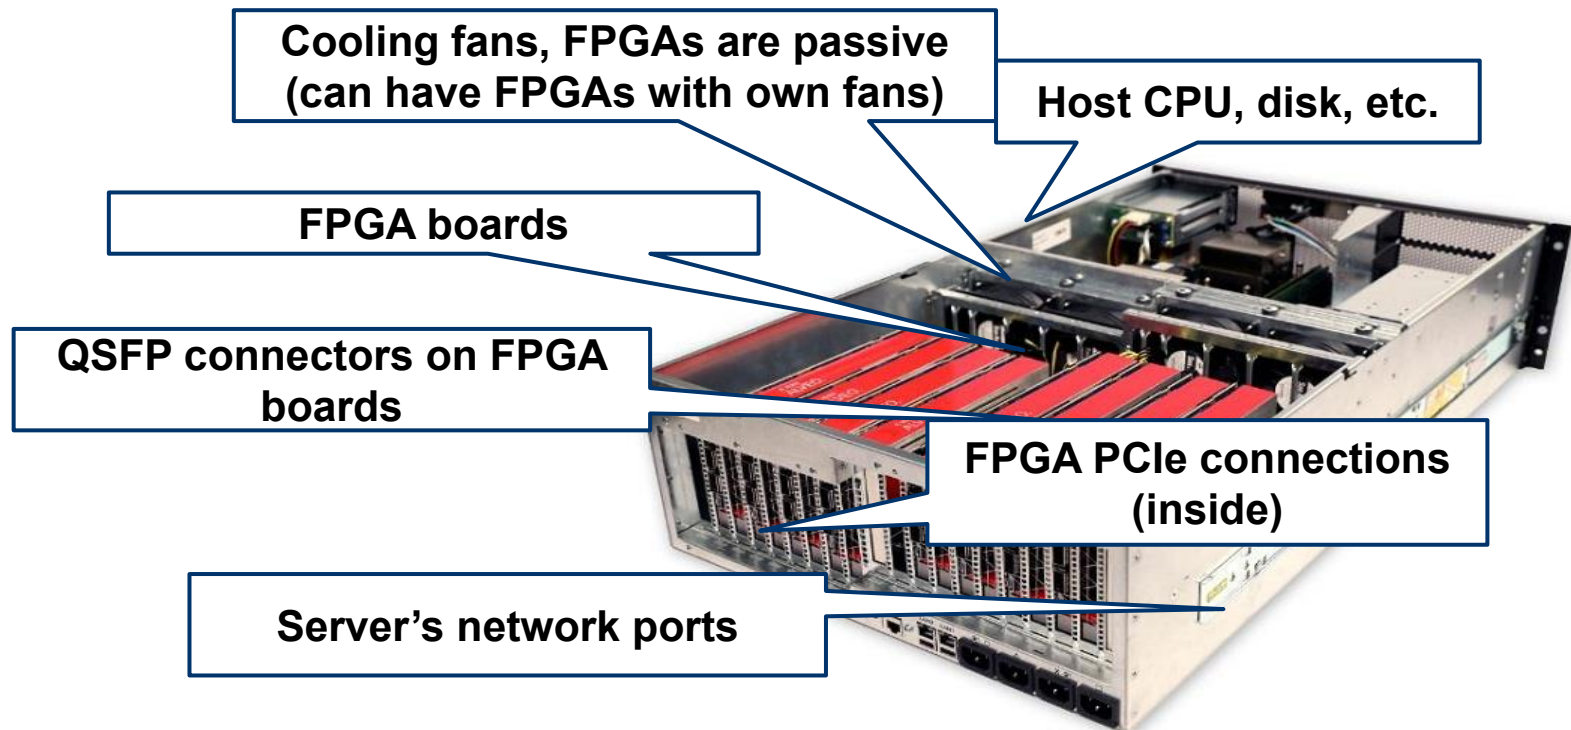 Cooling fans, FPGAs are passive
(can have FPGAs with own fans)
Host CPU, disk, etc.
FPGA boards
QSFP connectors on FPGA
boards
FPGA PCIe connections
(inside)
Server’s network ports